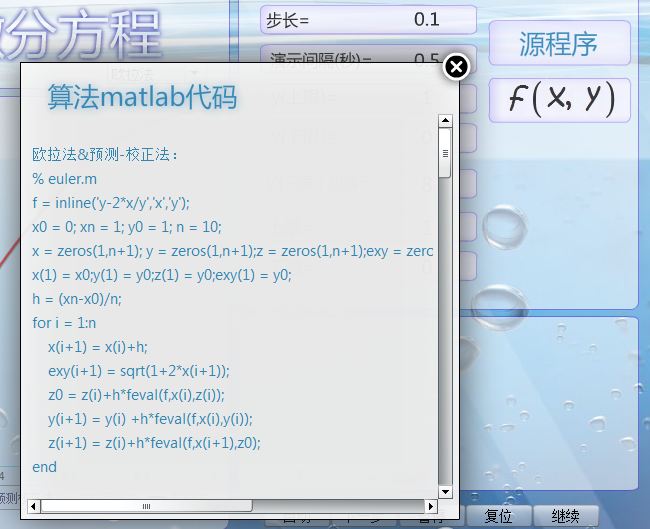 微分方程
步长= 0.1
演示间隔(秒)= 0.5
源程序
f(x, y)
算法matlab代码
欧拉法&预测-校正法：
% euler.m
f = inline('y-2*x/y','x','y');
x0 = 0; xn = 1; y0 = 1; n = 10;
x = zeros(1,n+1); y = zeros(1,n+1);z = zeros(1,n+1);exy = zero
x(1) = x0;y(1) = y0;z(1) = y0;exy(1) = y0;
h = (xn-x0)/n;
for i = 1:n
x(i+1) = x(i)+h;
exy(i+1) = sqrt(1+2*x(i+1));
z0 = z(i)+h*feval(f,x(i),z(i));
y(i+1) = y(i) +h*feval(f,x(i),y(i));
z(i+1) = z(i)+h*feval(f,x(i+1),z0);
end
复位
继续